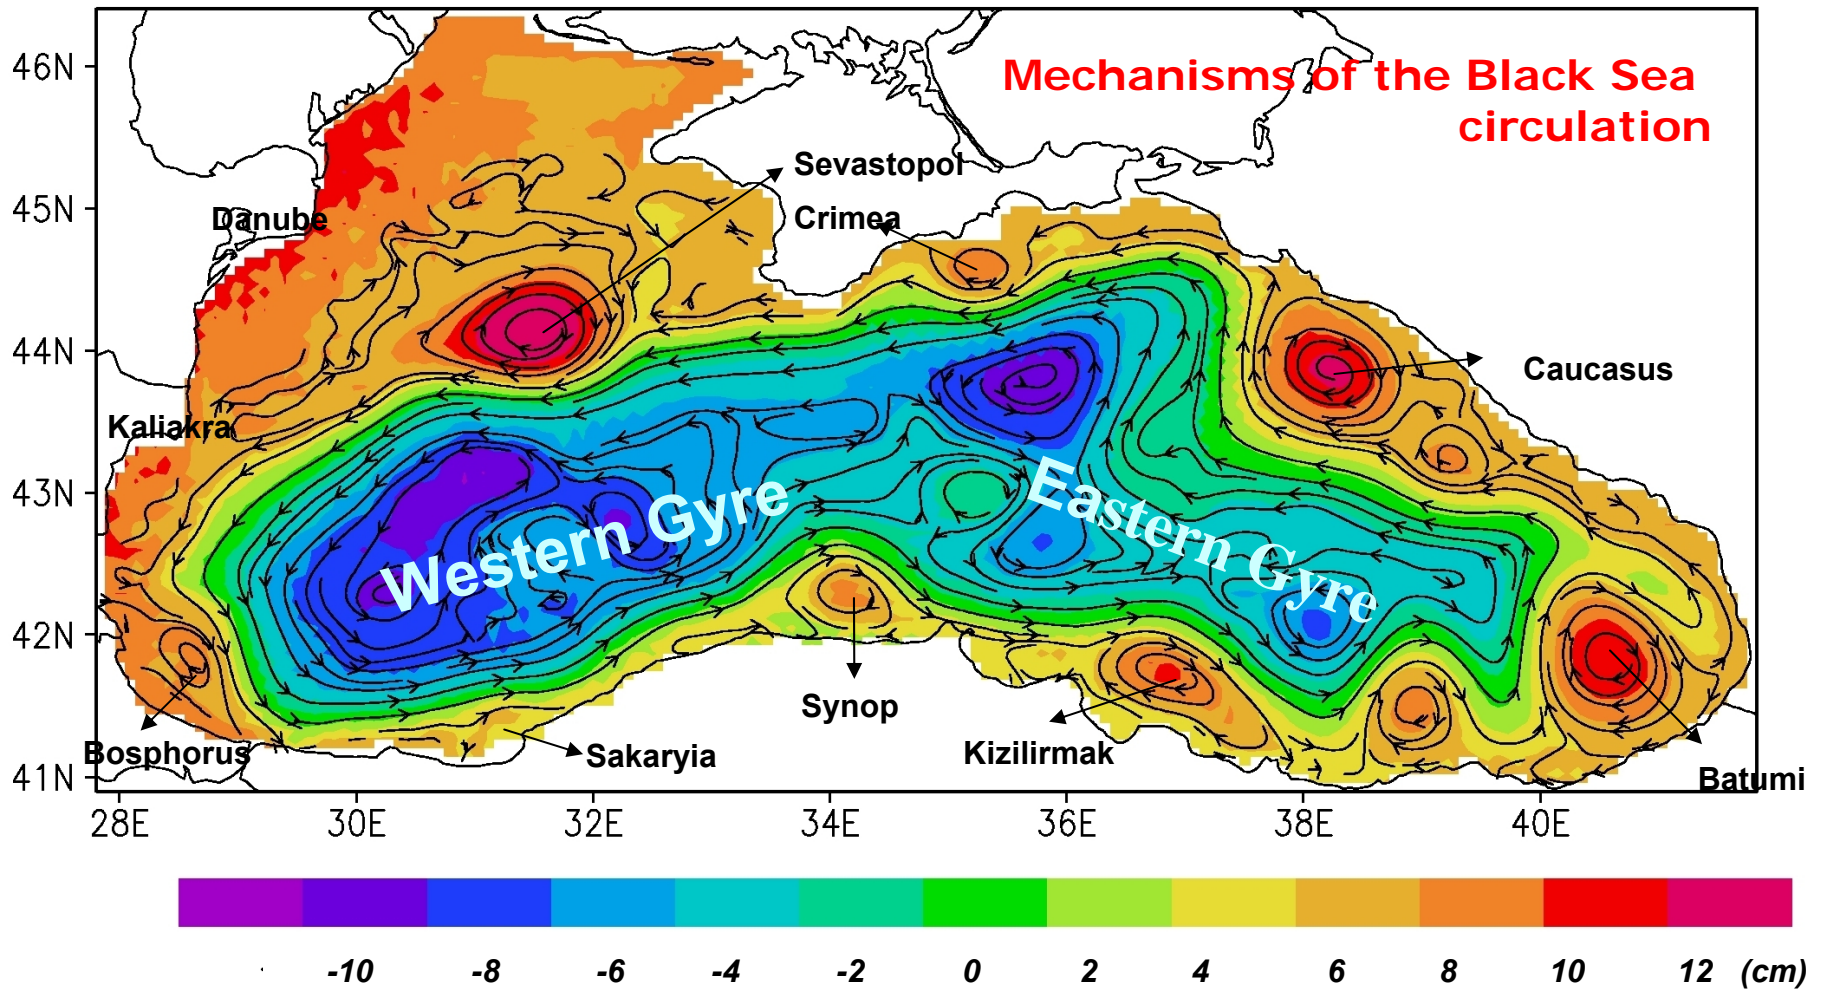 46N
45N
44N
43N
42N
41N
Mechanisms of the Black Sea
circulation
Sevastopol
Crimea
Danube
Caucasus
Kaliakra
Western Gyre
Eastern Gyre
Synop
Bosphorus
Sakaryia
Kizilirmak
Batumi
28E 30E 32E 34E 36E 38E 40E
-10 -8 -6 -4 -2 0 2 4 6 8 10 12 (cm)